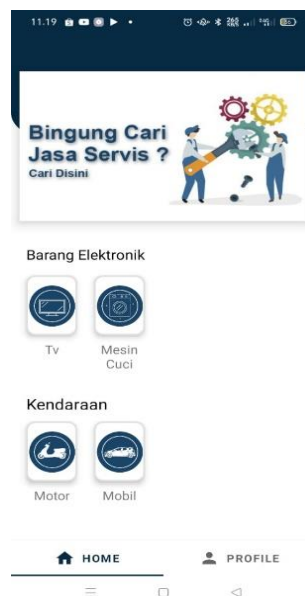 11.19
Bingung Cari
Jasa Servis ?
Cari Disini
Barang Elektronik
Tv
Mesin
Cuci
Kendaraan
Motor
Mobil
HOME
PROFILE